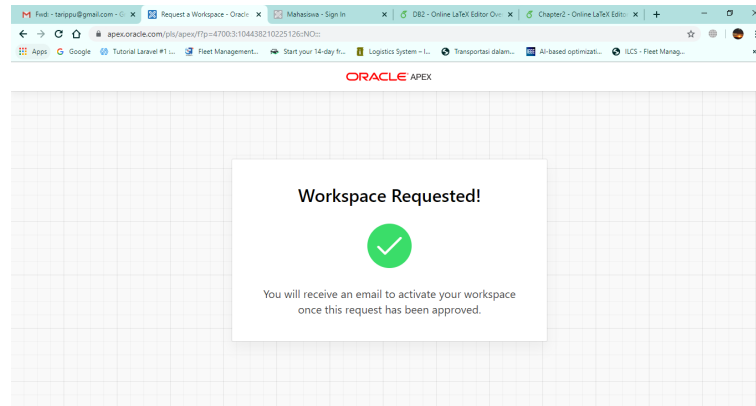 Fwd: - tarippu@gmail.com - G
Request a Workspace - Oracle
Mahasiswa - Sign In
DB2 - Online LaTeX Editor Over
Chapter2 - Online LaTeX Editor
apex.oracle.com/pls/apex/f?p=4700:3:104438210225126::NO:::
Apps
Google
Tutorial Laravel #1 :...
Fleet Management...
Start your 14-day fr...
Logistics System – I...
Transportasi dalam...
AI-based optimizati...
ILCS - Fleet Manag...
ORACLE APEX
Workspace Requested!
You will receive an email to activate your workspace
once this request has been approved.